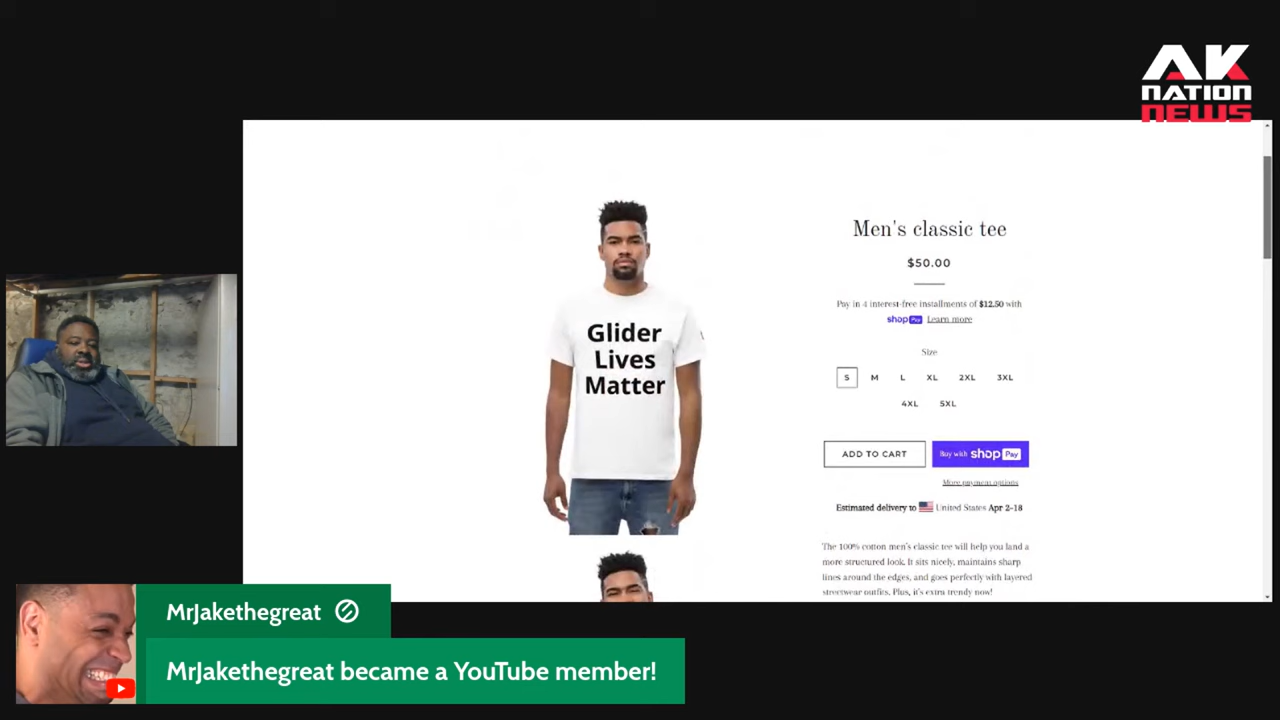 AK
NATION
NEWS
Men's classic tee
$50.00
Pay in 4 interest-free installments of $12.50 with
shop Pay Learn more
Size
S M L XL 2XL 3XL
4XL 5XL
ADD TO CART Buy with shop Pay
More payment options
Estimated delivery to United States Apr 2–18
The 100% cotton men's classic tee will help you land a
more structured look. It sits nicely, maintains sharp
lines around the edges, and goes perfectly with layered
streetwear outfits. Plus, it's extra trendy now!
Glider
Lives
Matter
MrJakethegreat
MrJakethegreat became a YouTube member!